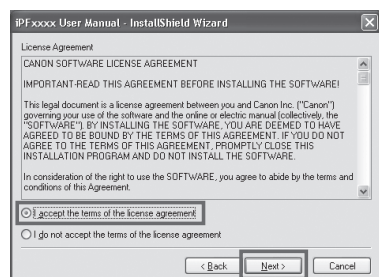 iPFxxxx User Manual - InstallShield Wizard
License Agreement
CANON SOFTWARE LICENSE AGREEMENT
IMPORTANT-READ THIS AGREEMENT BEFORE INSTALLING THE SOFTWARE!
This legal document is a license agreement between you and Canon Inc. ("Canon")
governing your use of the software and the online or electric manual (collectively, the
"SOFTWARE"). BY INSTALLING THE SOFTWARE, YOU ARE DEEMED TO HAVE
AGREED TO BE BOUND BY THE TERMS OF THIS AGREEMENT. IF YOU DO NOT
AGREE TO THE TERMS OF THIS AGREEMENT, PROMPTLY CLOSE THIS
INSTALLATION PROGRAM AND DO NOT INSTALL THE SOFTWARE.
In consideration of the right to use the SOFTWARE, you agree to abide by the terms and
conditions of this Agreement.
I accept the terms of the license agreement
I do not accept the terms of the license agreement
< Back Next > Cancel